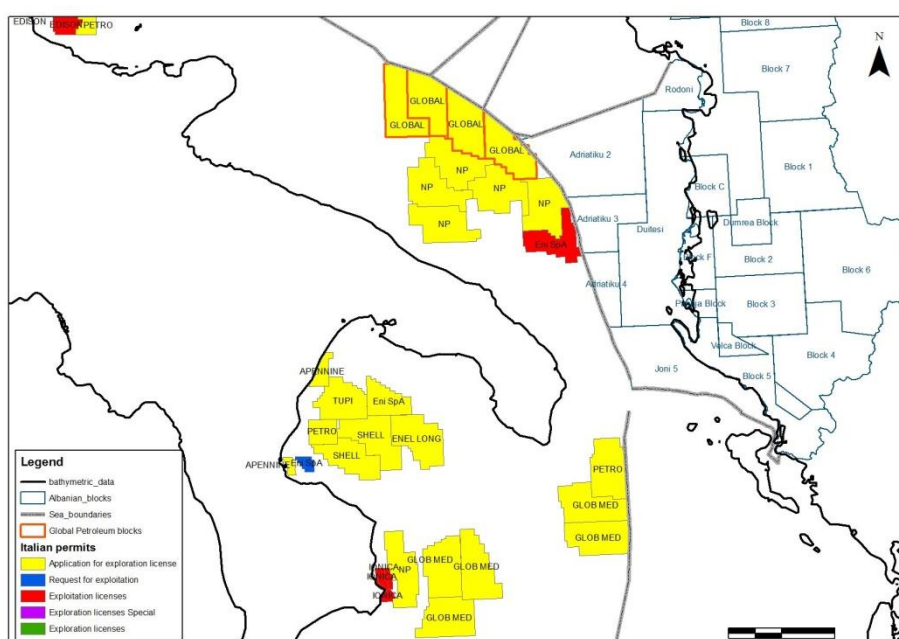 EDISON
EDISON
PETRO
Block 8
N
Block 7
Rodoni
GLOBAL
GLOBAL
GLOBAL
GLOBAL
Adriatiku 2
Block 1
NP
NP
NP
NP
Block C
Adriatiku 3
Dumrea Block
Duitesi
Eni SpA
Block F
Block 2
Block 6
Adriatiku 4
Block 3
Velca Block
Block 4
Joni 5
Block 5
APENNINE
TUPI
Eni SpA
PETRO
SHELL
ENEL LONG
SHELL
APENNINE
Eni SpA
PETRO
GLOB MED
GLOB MED
IONICA
IONICA
IONICA
NP
GLOB MED
GLOB MED
GLOB MED
Legend
bathymetric_data
Albanian_blocks
Sea_boundaries
Global Petroleum blocks
Italian permits
Application for exploration license
Request for exploitation
Exploitation licenses
Exploration licenses Special
Exploration licenses